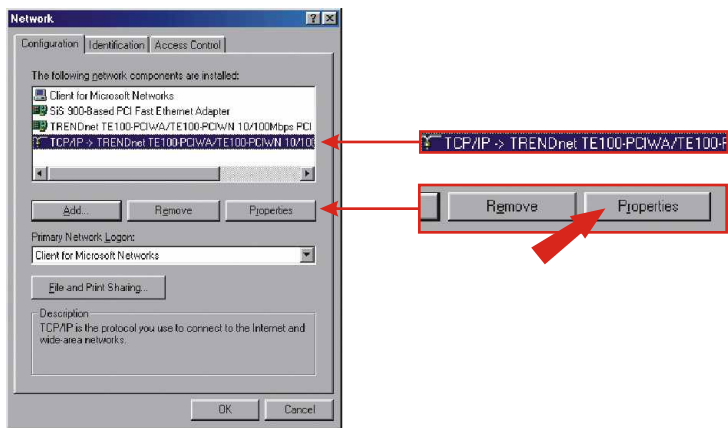 Network
Configuration Identification Access Control
The following network components are installed:
Client for Microsoft Networks
SiS 900-Based PCI Fast Ethernet Adapter
TRENDnet TE100-PCIWA/TE100-PCIWN 10/100Mbps PCI
TCP/IP -> TRENDnet TE100-PCIWA/TE100-PCIWN 10/100
Add... Remove Properties
Primary Network Logon:
Client for Microsoft Networks
File and Print Sharing...
Description
TCP/IP is the protocol you use to connect to the Internet and
wide-area networks.
OK Cancel
TCP/IP -> TRENDnet TE100-PCIWA/TE100-P
Remove Properties